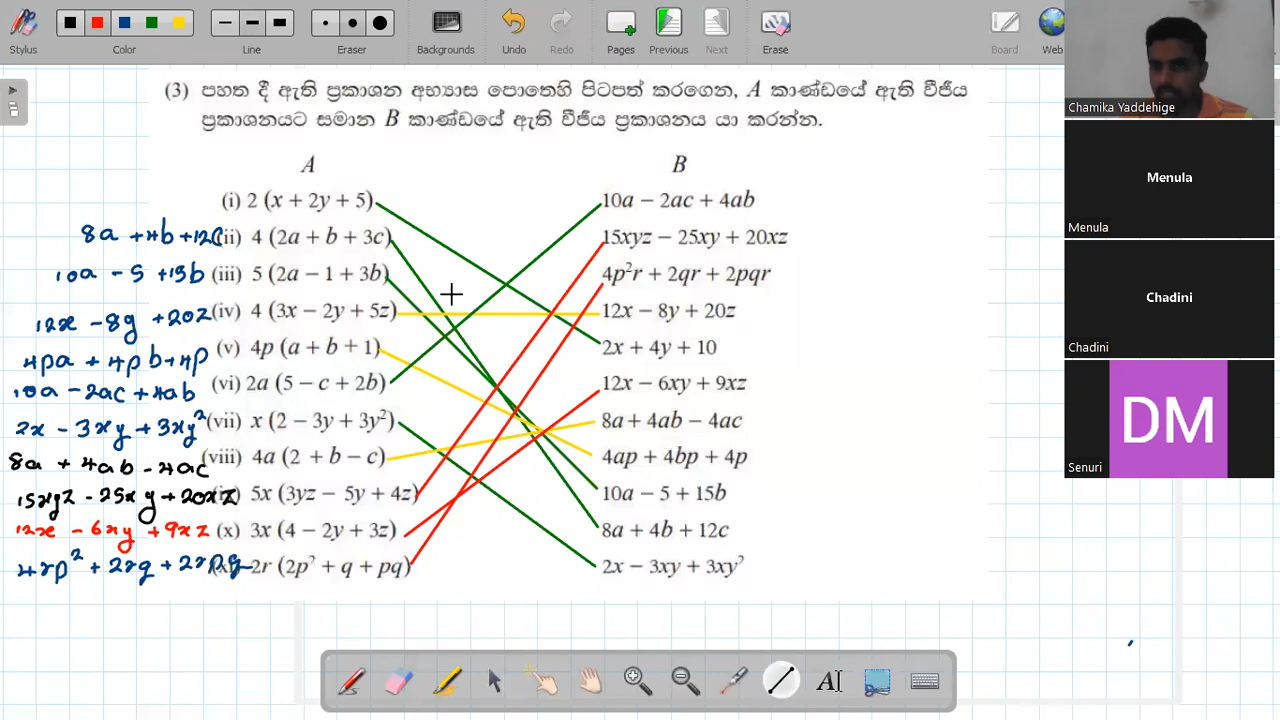 Stylus Color Line Eraser Backgrounds Undo Redo Pages Previous Next Erase Board Web
Chamika Yaddehige
Menula
Menula
Chadini
Chadini
DM
Senuri
(3) පහත දී ඇති ප්‍රකාශන අභ්‍යාස පොතෙහි පිටපත් කරගෙන, A කාණ්ඩයේ ඇති වීජීය
ප්‍රකාශනයට සමාන B කාණ්ඩයේ ඇති වීජීය ප්‍රකාශනය යා කරන්න.
A B
(i) 2 (x + 2y + 5) 10a − 2ac + 4ab
8a + 4b + 12c (ii) 4 (2a + b + 3c) 15xyz − 25xy + 20xz
10a − 5 + 15b (iii) 5 (2a − 1 + 3b) 4p²r + 2qr + 2pqr
12x − 8y + 20z (iv) 4 (3x − 2y + 5z) 12x − 8y + 20z
4pa + 4pb + 4p (v) 4p (a + b + 1) 2x + 4y + 10
10a − 2ac + 4ab (vi) 2a (5 − c + 2b) 12x − 6xy + 9xz
2x − 3xy + 3xy² (vii) x (2 − 3y + 3y²) 8a + 4ab − 4ac
8a + 4ab − 4ac (viii) 4a (2 + b − c) 4ap + 4bp + 4p
15xyz − 25xy + 20xz 5x (3yz − 5y + 4z) 10a − 5 + 15b
12x − 6xy + 9xz (x) 3x (4 − 2y + 3z) 8a + 4b + 12c
4rp² + 2rq + 2rpq 2r (2p² + q + pq) 2x − 3xy + 3xy²